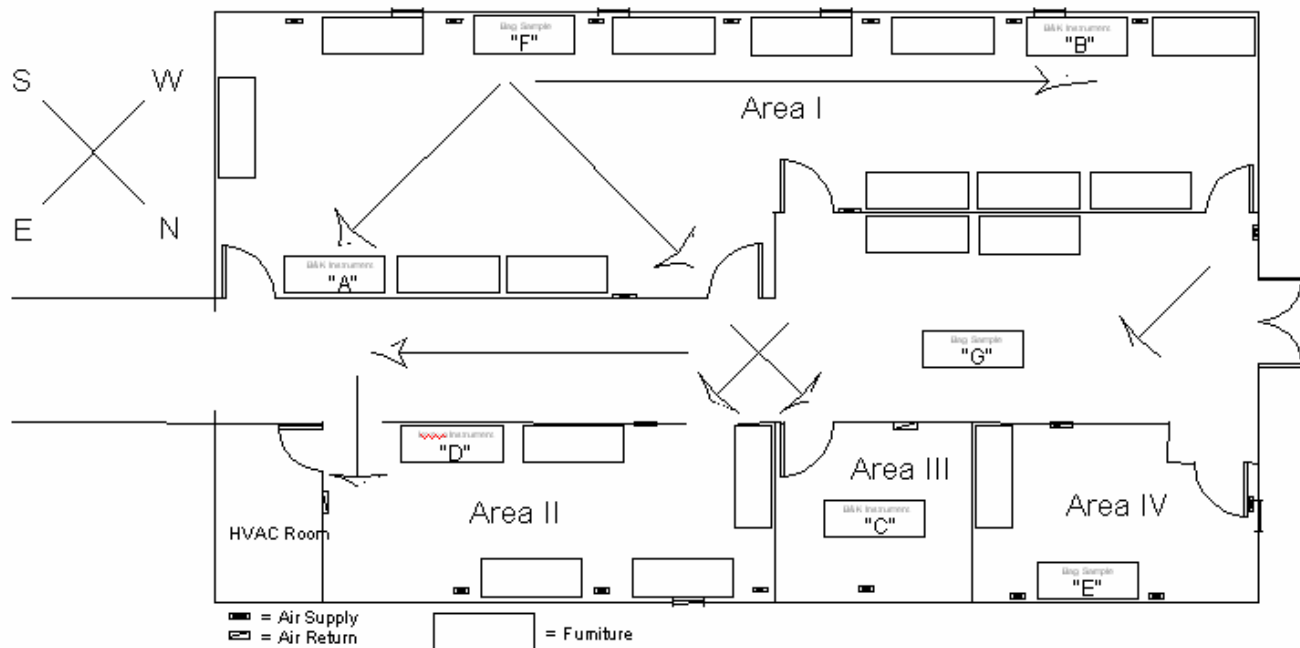 Bag Sample
"F"
B&K Instrument
"B"
S
W
E
N
Area I
B&K Instrument
"A"
Bag Sample
"G"
Instrument
"D"
Area II
Area III
B&K Instrument
"C"
Area IV
Bag Sample
"E"
HVAC Room
= Air Supply
= Air Return
= Furniture